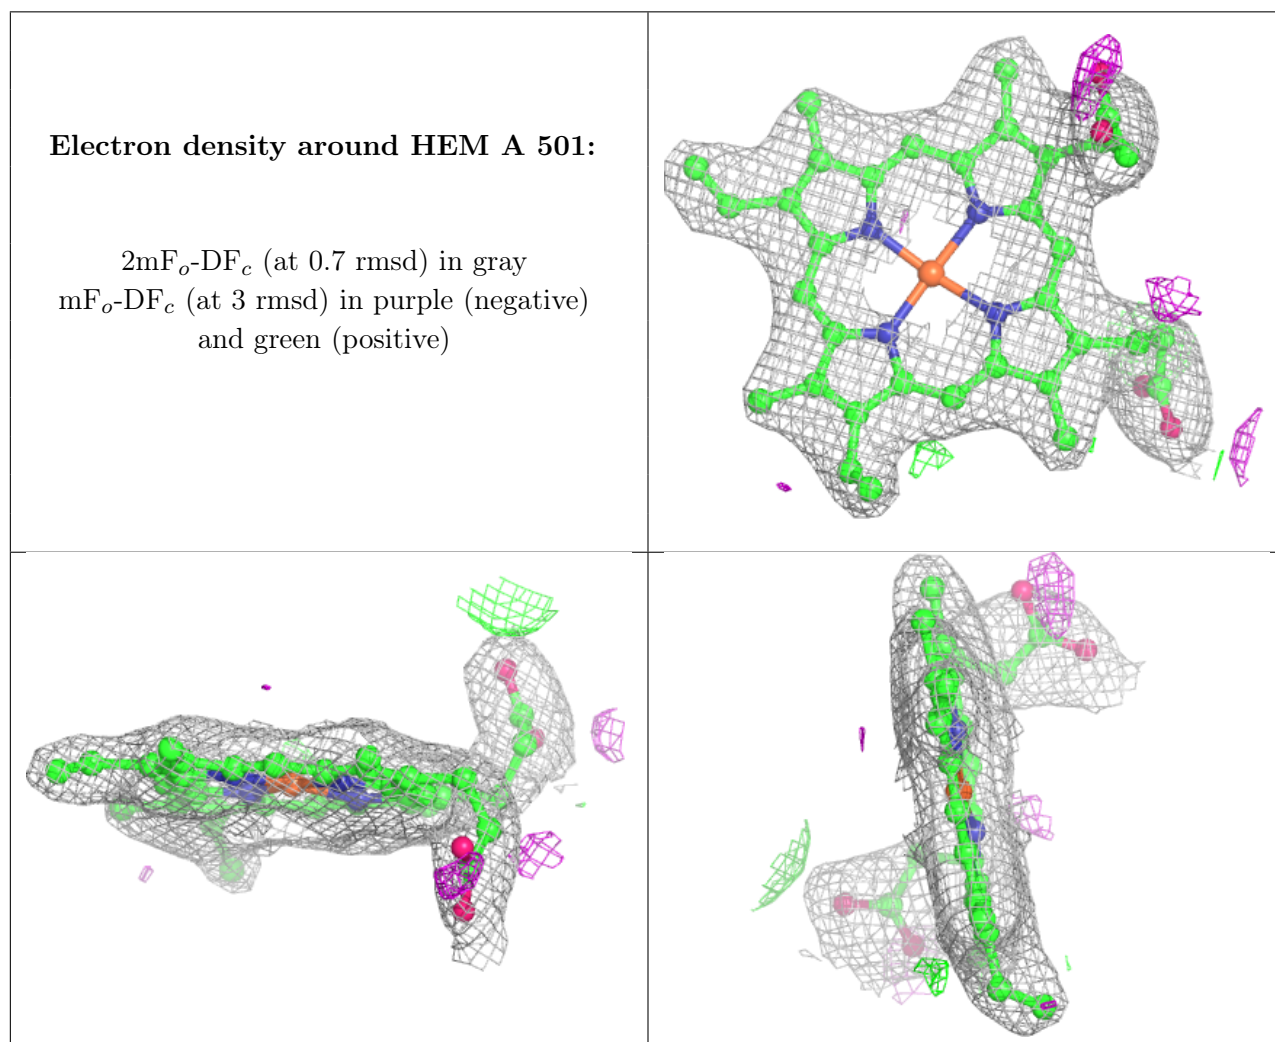 Electron density around HEM A 501:
2mFₒ-DF𝒸 (at 0.7 rmsd) in gray
mFₒ-DF𝒸 (at 3 rmsd) in purple (negative)
and green (positive)